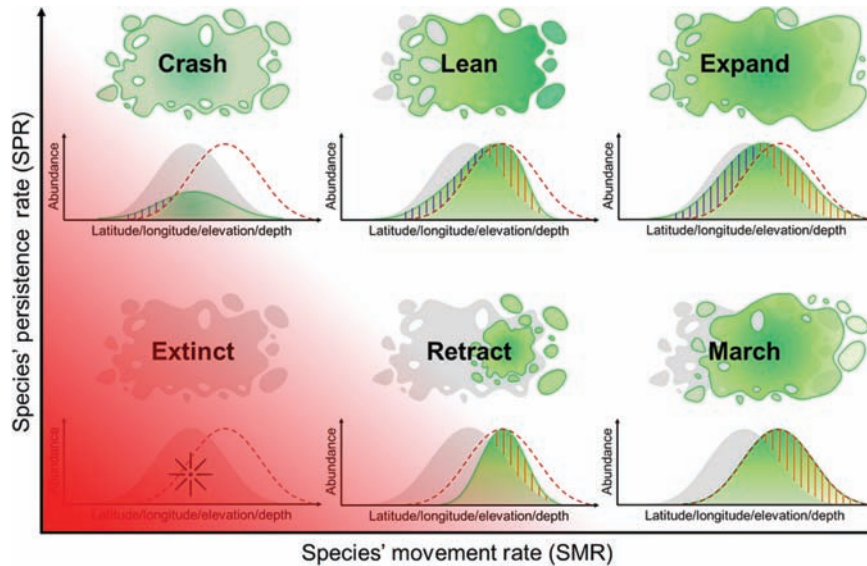 Species' persistence rate (SPR)
Crash
Lean
Expand
Abundance
Latitude/longitude/elevation/depth
Abundance
Latitude/longitude/elevation/depth
Abundance
Latitude/longitude/elevation/depth
Extinct
Retract
March
Abundance
Latitude/longitude/elevation/depth
Abundance
Latitude/longitude/elevation/depth
Abundance
Latitude/longitude/elevation/depth
Species' movement rate (SMR)